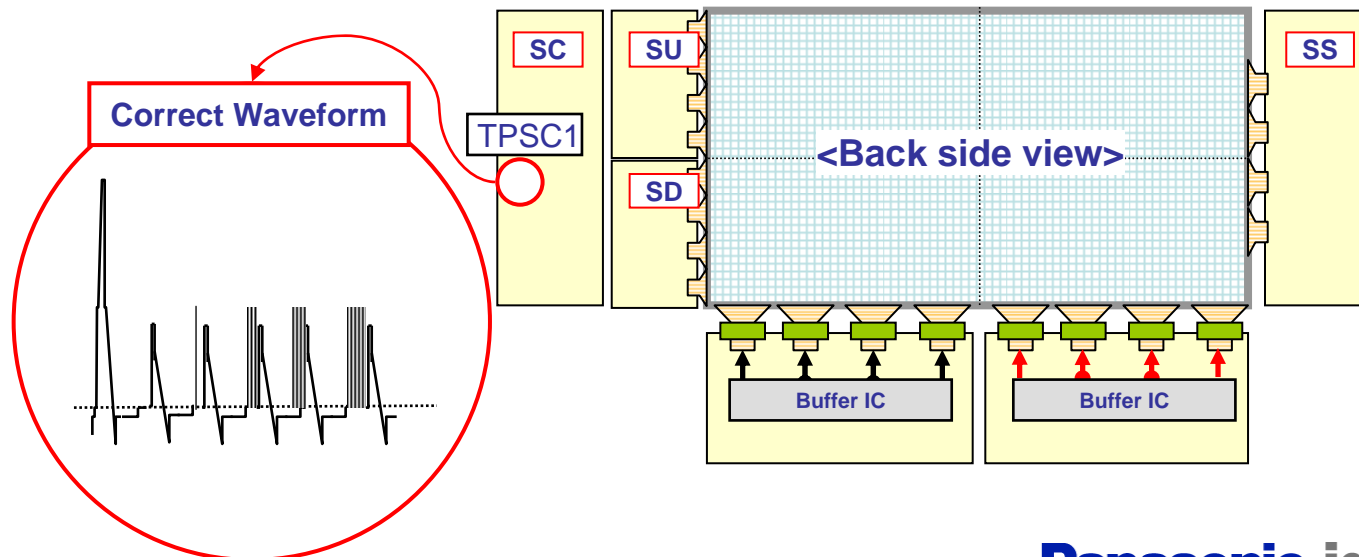 SC
SU
SS
Correct Waveform
TPSC1
<Back side view>
SD
Buffer IC
Buffer IC